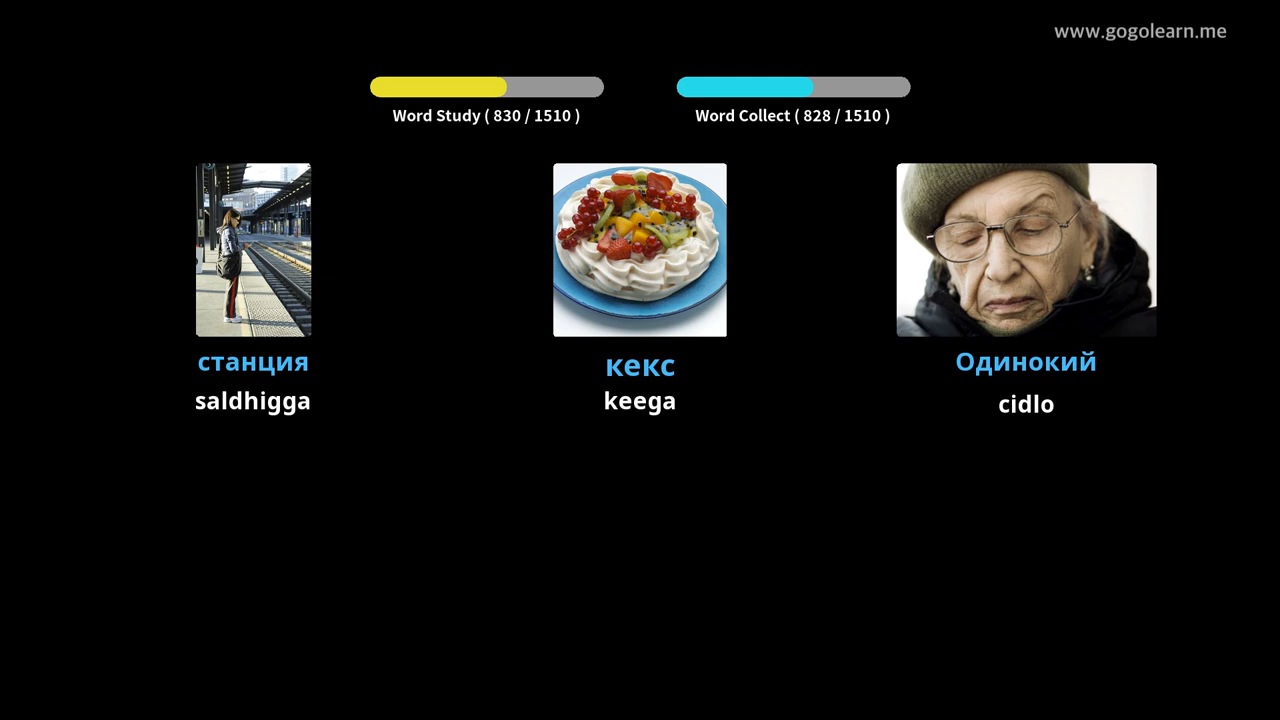 www.gogolearn.me
Word Study ( 830 / 1510 )
Word Collect ( 828 / 1510 )
станция
кекс
Одинокий
saldhigga
keega
cidlo